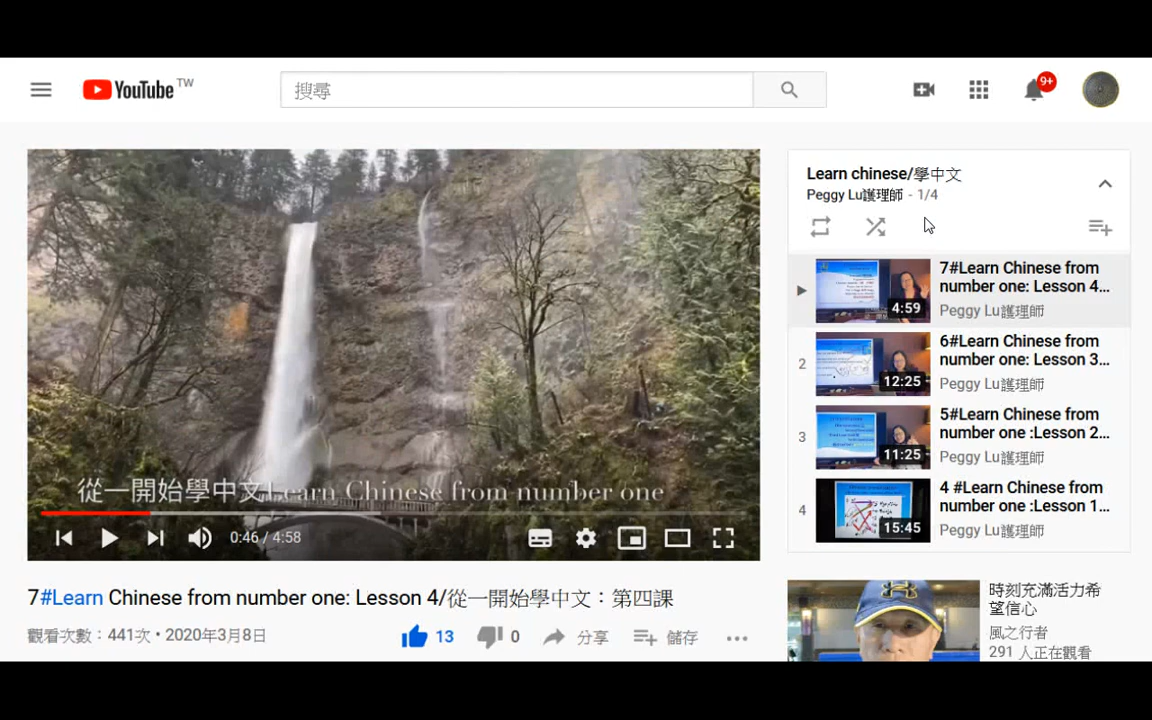 YouTube TW
搜尋
9+
從一開始學中文Learn Chinese from number one
0:46 / 4:58
7#Learn Chinese from number one: Lesson 4/從一開始學中文：第四課
觀看次數：441次 • 2020年3月8日
13
0
分享
儲存
Learn chinese/學中文
Peggy Lu護理師 - 1/4
4:59
7#Learn Chinese from
number one: Lesson 4...
Peggy Lu護理師
2
12:25
6#Learn Chinese from
number one: Lesson 3...
Peggy Lu護理師
3
11:25
5#Learn Chinese from
number one :Lesson 2...
Peggy Lu護理師
4
15:45
4 #Learn Chinese from
number one :Lesson 1...
Peggy Lu護理師
時刻充滿活力希
望信心
風之行者
291 人正在觀看